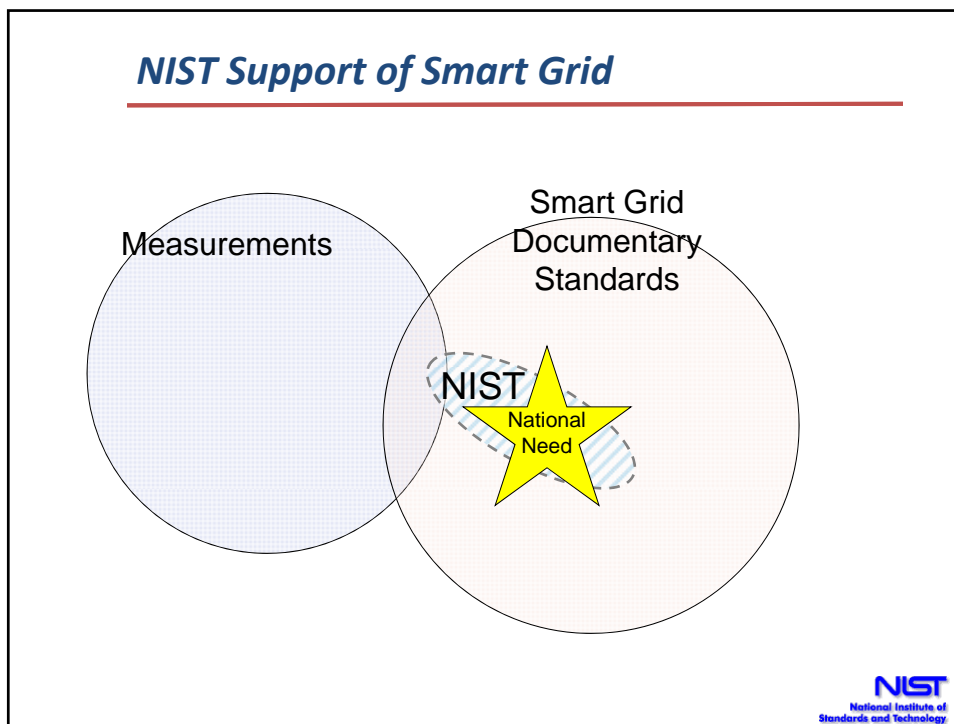 NIST Support of Smart Grid
Measurements
Smart Grid
Documentary
Standards
NIST
National
Need
NIST
National Institute of
Standards and Technology